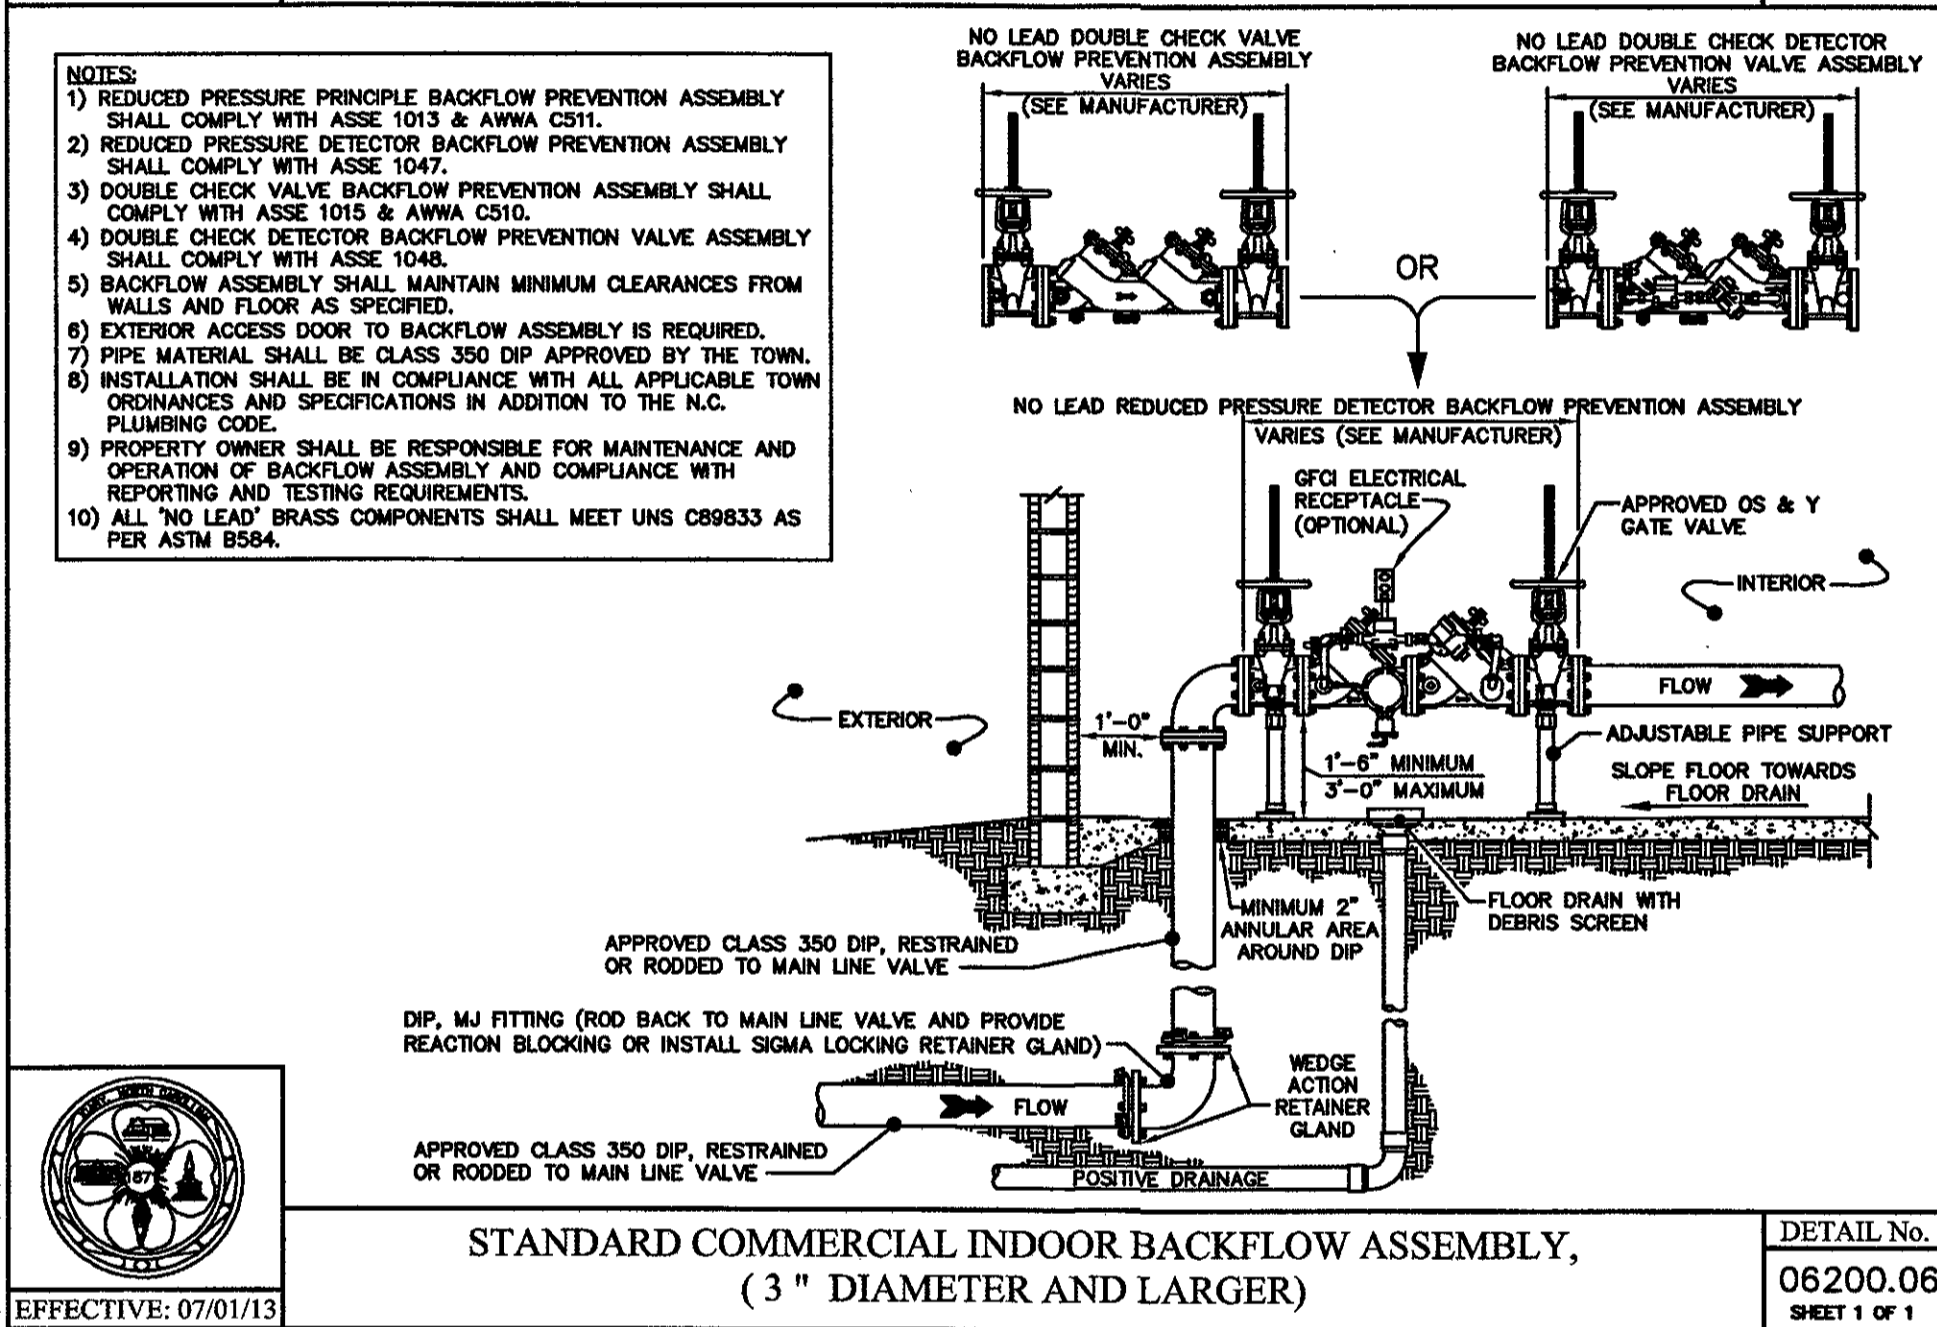 NOTES:
1) REDUCED PRESSURE PRINCIPLE BACKFLOW PREVENTION ASSEMBLY
SHALL COMPLY WITH ASSE 1013 & AWWA C511.
2) REDUCED PRESSURE DETECTOR BACKFLOW PREVENTION ASSEMBLY
SHALL COMPLY WITH ASSE 1047.
3) DOUBLE CHECK VALVE BACKFLOW PREVENTION ASSEMBLY SHALL
COMPLY WITH ASSE 1015 & AWWA C510.
4) DOUBLE CHECK DETECTOR BACKFLOW PREVENTION VALVE ASSEMBLY
SHALL COMPLY WITH ASSE 1048.
5) BACKFLOW ASSEMBLY SHALL MAINTAIN MINIMUM CLEARANCES FROM
WALLS AND FLOOR AS SPECIFIED.
6) EXTERIOR ACCESS DOOR TO BACKFLOW ASSEMBLY IS REQUIRED.
7) PIPE MATERIAL SHALL BE CLASS 350 DIP APPROVED BY THE TOWN.
8) INSTALLATION SHALL BE IN COMPLIANCE WITH ALL APPLICABLE TOWN
ORDINANCES AND SPECIFICATIONS IN ADDITION TO THE N.C.
PLUMBING CODE.
9) PROPERTY OWNER SHALL BE RESPONSIBLE FOR MAINTENANCE AND
OPERATION OF BACKFLOW ASSEMBLY AND COMPLIANCE WITH
REPORTING AND TESTING REQUIREMENTS.
10) ALL 'NO LEAD' BRASS COMPONENTS SHALL MEET UNS C89833 AS
PER ASTM B584.
NO LEAD DOUBLE CHECK VALVE
BACKFLOW PREVENTION ASSEMBLY
VARIES
(SEE MANUFACTURER)
NO LEAD DOUBLE CHECK DETECTOR
BACKFLOW PREVENTION VALVE ASSEMBLY
VARIES
(SEE MANUFACTURER)
OR
NO LEAD REDUCED PRESSURE DETECTOR BACKFLOW PREVENTION ASSEMBLY
VARIES (SEE MANUFACTURER)
GFCI ELECTRICAL
RECEPTACLE
(OPTIONAL)
APPROVED OS & Y
GATE VALVE
INTERIOR
EXTERIOR
1'-0"
MIN.
FLOW
ADJUSTABLE PIPE SUPPORT
1'-6" MINIMUM
3'-0" MAXIMUM
SLOPE FLOOR TOWARDS
FLOOR DRAIN
MINIMUM 2"
ANNULAR AREA
AROUND DIP
FLOOR DRAIN WITH
DEBRIS SCREEN
APPROVED CLASS 350 DIP, RESTRAINED
OR RODDED TO MAIN LINE VALVE
DIP, MJ FITTING (ROD BACK TO MAIN LINE VALVE AND PROVIDE
REACTION BLOCKING OR INSTALL SIGMA LOCKING RETAINER GLAND)
WEDGE
ACTION
RETAINER
GLAND
FLOW
APPROVED CLASS 350 DIP, RESTRAINED
OR RODDED TO MAIN LINE VALVE
POSITIVE DRAINAGE
STANDARD COMMERCIAL INDOOR BACKFLOW ASSEMBLY,
( 3 " DIAMETER AND LARGER)
EFFECTIVE: 07/01/13
DETAIL No.
06200.06
SHEET 1 OF 1